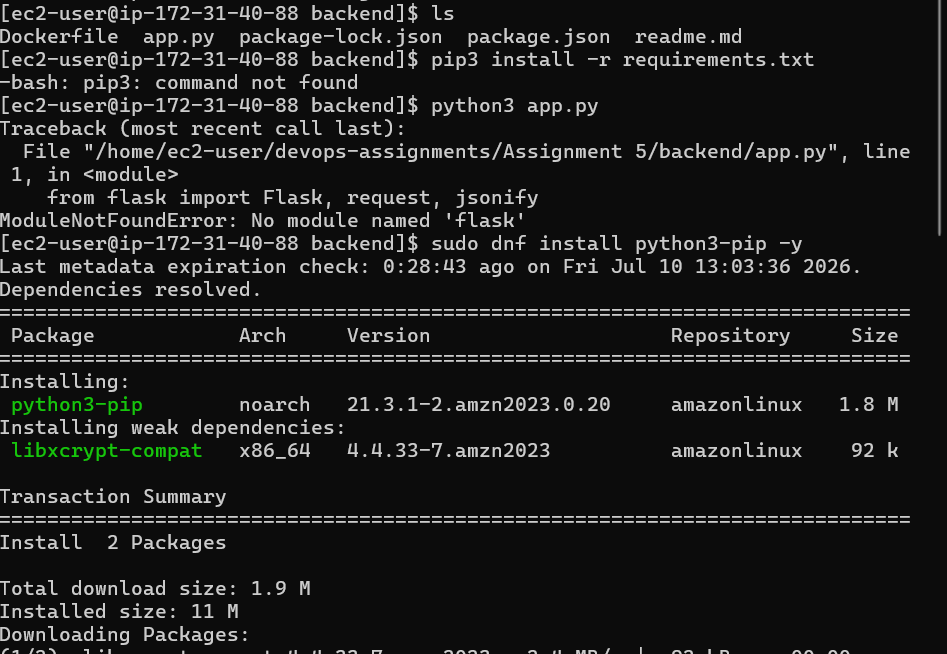 [ec2-user@ip-172-31-40-88 backend]$ ls
Dockerfile  app.py  package-lock.json  package.json  readme.md
[ec2-user@ip-172-31-40-88 backend]$ pip3 install -r requirements.txt
-bash: pip3: command not found
[ec2-user@ip-172-31-40-88 backend]$ python3 app.py
Traceback (most recent call last):
  File "/home/ec2-user/devops-assignments/Assignment 5/backend/app.py", line
 1, in <module>
    from flask import Flask, request, jsonify
ModuleNotFoundError: No module named 'flask'
[ec2-user@ip-172-31-40-88 backend]$ sudo dnf install python3-pip -y
Last metadata expiration check: 0:28:43 ago on Fri Jul 10 13:03:36 2026.
Dependencies resolved.
============================================================================
 Package         Arch     Version                    Repository     Size
============================================================================
Installing:
 python3-pip        noarch   21.3.1-2.amzn2023.0.20     amazonlinux   1.8 M
Installing weak dependencies:
 libxcrypt-compat   x86_64   4.4.33-7.amzn2023          amazonlinux    92 k

Transaction Summary
============================================================================
Install  2 Packages

Total download size: 1.9 M
Installed size: 11 M
Downloading Packages: